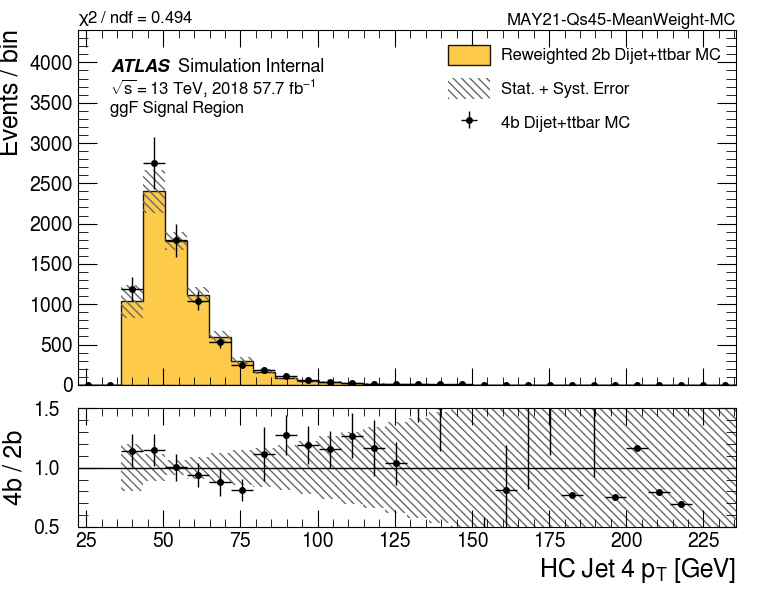 χ2 / ndf = 0.494
MAY21-Qs45-MeanWeight-MC
ATLAS Simulation Internal
√s = 13 TeV, 2018 57.7 fb⁻¹
ggF Signal Region
Reweighted 2b Dijet+ttbar MC
Stat. + Syst. Error
4b Dijet+ttbar MC
Events / bin
4000
3500
3000
2500
2000
1500
1000
500
0
4b / 2b
1.5
1.0
0.5
25 50 75 100 125 150 175 200 225
HC Jet 4 pT [GeV]